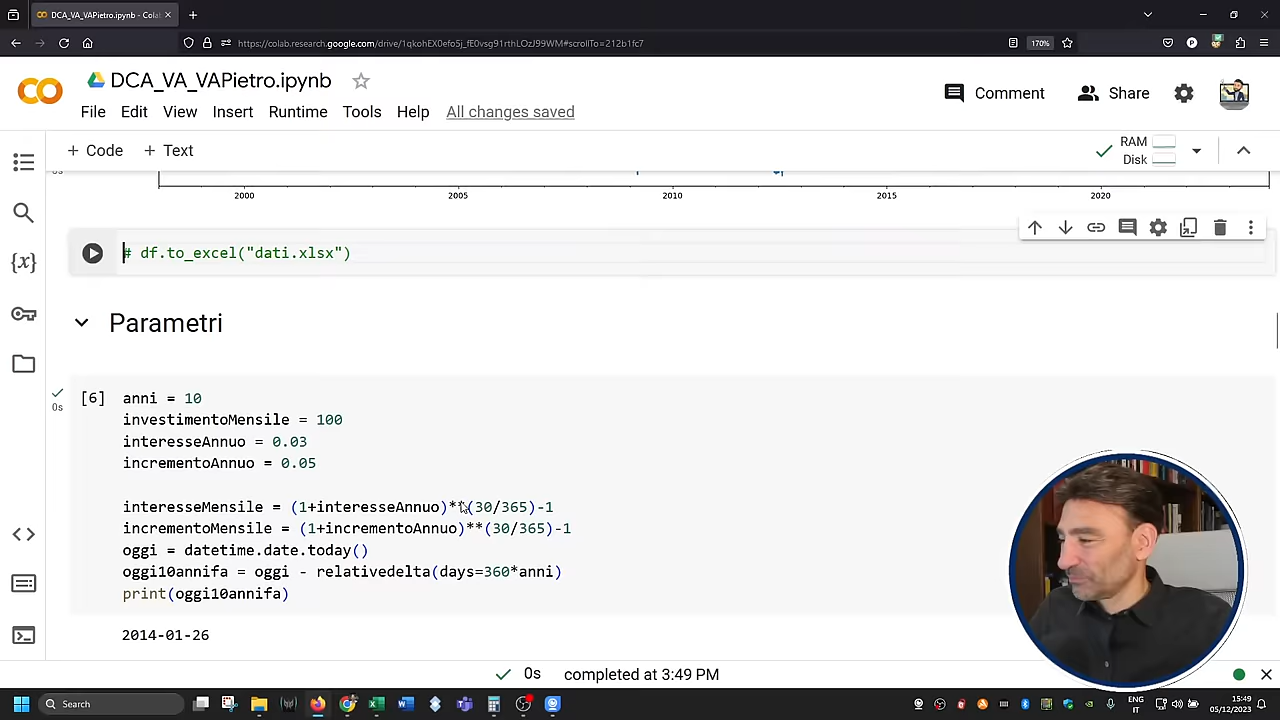 DCA_VA_VAPietro.ipynb - Cola
https://colab.research.google.com/drive/1qkohEX0efo5j_fE0vsg91rthLOzJ99WM#scrollTo=212b1fc7
170%
DCA_VA_VAPietro.ipynb
File Edit View Insert Runtime Tools Help All changes saved
Comment
Share
+ Code + Text
RAM
Disk
0s
2000 2005 2010 2015 2020
# df.to_excel("dati.xlsx")
Parametri
[6] anni = 10
0s
investimentoMensile = 100
interesseAnnuo = 0.03
incrementoAnnuo = 0.05
interesseMensile = (1+interesseAnnuo)**(30/365)-1
incrementoMensile = (1+incrementoAnnuo)**(30/365)-1
oggi = datetime.date.today()
oggi10annifa = oggi - relativedelta(days=360*anni)
print(oggi10annifa)
2014-01-26
0s completed at 3:49 PM
Search
ENG
IT
15:49
05/12/2023